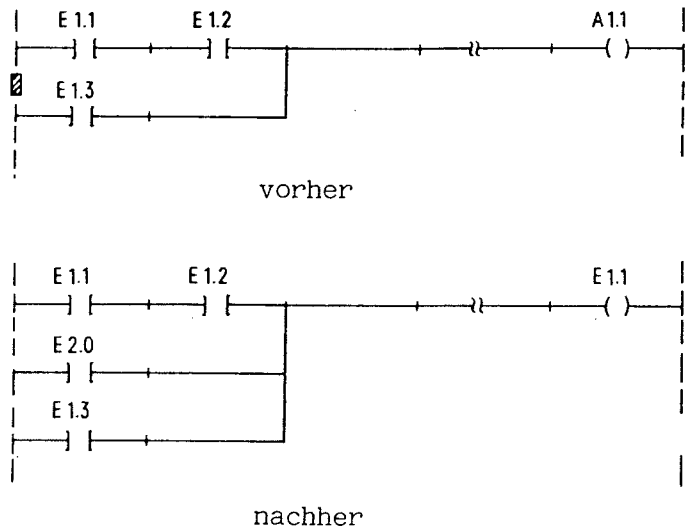 E 1.1 E 1.2 A 1.1
E 1.3
vorher
E 1.1 E 1.2 E 1.1
E 2.0
E 1.3
nachher